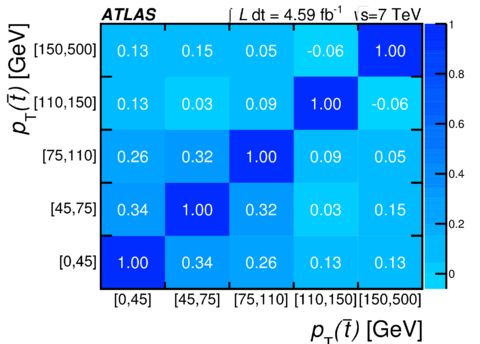 ATLAS ∫ L dt = 4.59 fb⁻¹ √s=7 TeV
p_T(t̄) [GeV]
[150,500] 0.13 0.15 0.05 -0.06 1.00
[110,150] 0.13 0.03 0.09 1.00 -0.06
[75,110] 0.26 0.32 1.00 0.09 0.05
[45,75] 0.34 1.00 0.32 0.03 0.15
[0,45] 1.00 0.34 0.26 0.13 0.13
[0,45] [45,75] [75,110] [110,150] [150,500]
p_T(t̄) [GeV]
1
0.8
0.6
0.4
0.2
0